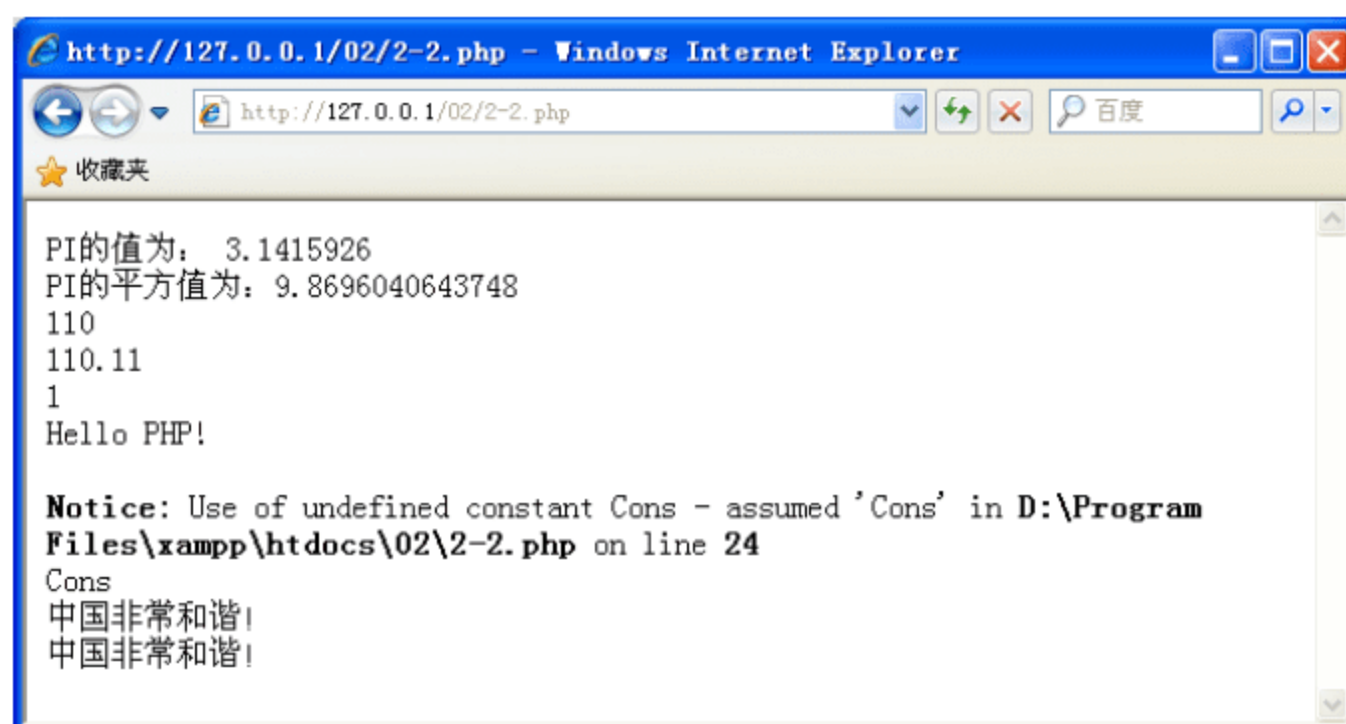 http://127.0.0.1/02/2-2.php - Windows Internet Explorer
http://127.0.0.1/02/2-2.php
百度
收藏夹
PI的值为： 3.1415926
PI的平方值为：9.8696040643748
110
110.11
1
Hello PHP!
Notice: Use of undefined constant Cons - assumed 'Cons' in D:\Program
Files\xampp\htdocs\02\2-2.php on line 24
Cons
中国非常和谐！
中国非常和谐！